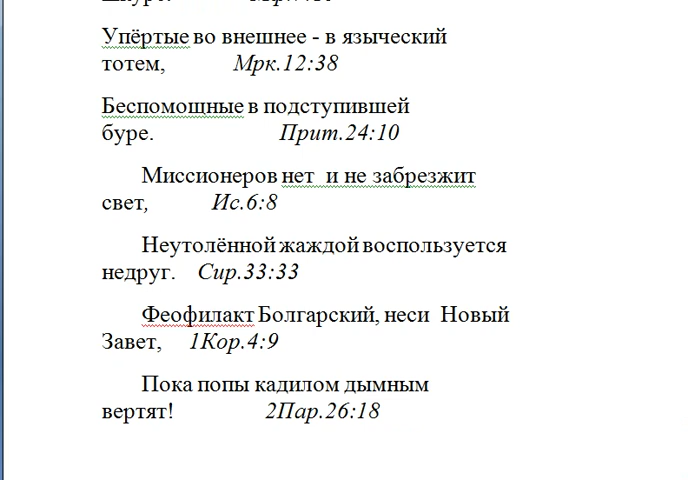 Упёртые во внешнее - в языческий
тотем, Мрк.12:38
Беспомощные в подступившей
буре. Прит.24:10
Миссионеров нет и не забрезжит
свет, Ис.6:8
Неутолённой жаждой воспользуется
недруг. Сир.33:33
Феофилакт Болгарский, неси Новый
Завет, 1Кор.4:9
Пока попы кадилом дымным
вертят! 2Пар.26:18